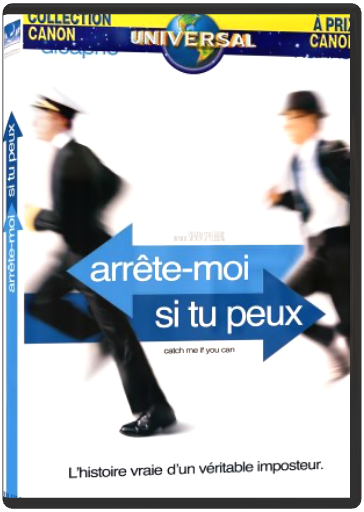 COLLECTION
CANON
UNIVERSAL
À PRIX
CANON
dicaprio
arrête-moi
si tu peux
catch me if you can
L'histoire vraie d'un véritable imposteur.
arrête-moi si tu peux